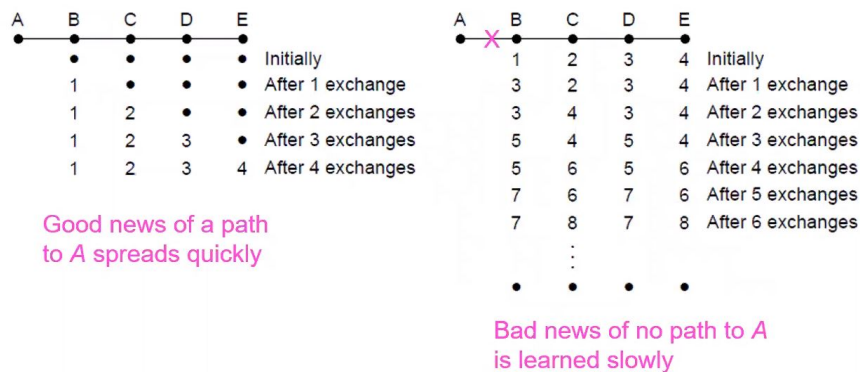 A B C D E
• • • • Initially
1 • • • After 1 exchange
1 2 • • After 2 exchanges
1 2 3 • After 3 exchanges
1 2 3 4 After 4 exchanges
Good news of a path
to A spreads quickly
A B C D E
1 2 3 4 Initially
3 2 3 4 After 1 exchange
3 4 3 4 After 2 exchanges
5 4 5 4 After 3 exchanges
5 6 5 6 After 4 exchanges
7 6 7 6 After 5 exchanges
7 8 7 8 After 6 exchanges
⋮
• • • •
Bad news of no path to A
is learned slowly